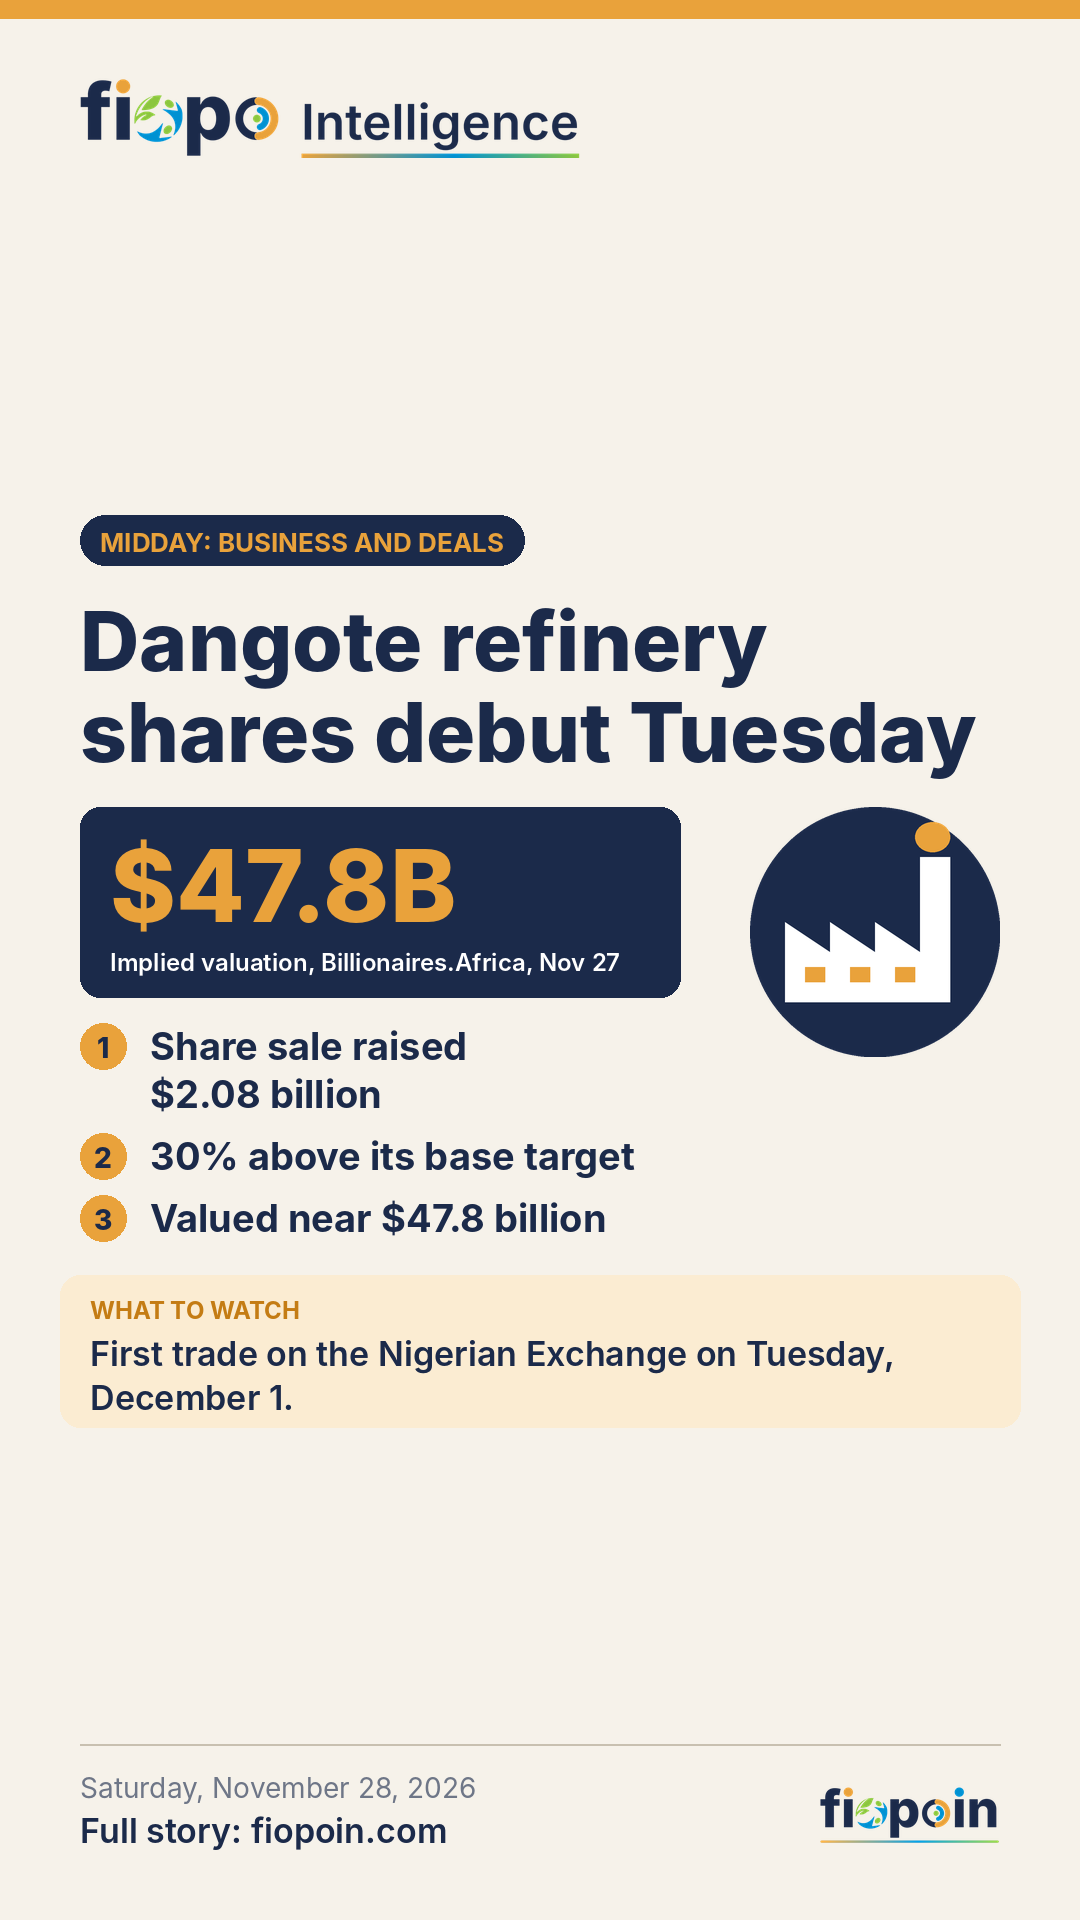 fiopo Intelligence
MIDDAY: BUSINESS AND DEALS
Dangote refinery
shares debut Tuesday
$47.8B
Implied valuation, Billionaires.Africa, Nov 27
1 Share sale raised
$2.08 billion
2 30% above its base target
3 Valued near $47.8 billion
WHAT TO WATCH
First trade on the Nigerian Exchange on Tuesday,
December 1.
Saturday, November 28, 2026
Full story: fiopoin.com
fiopoin